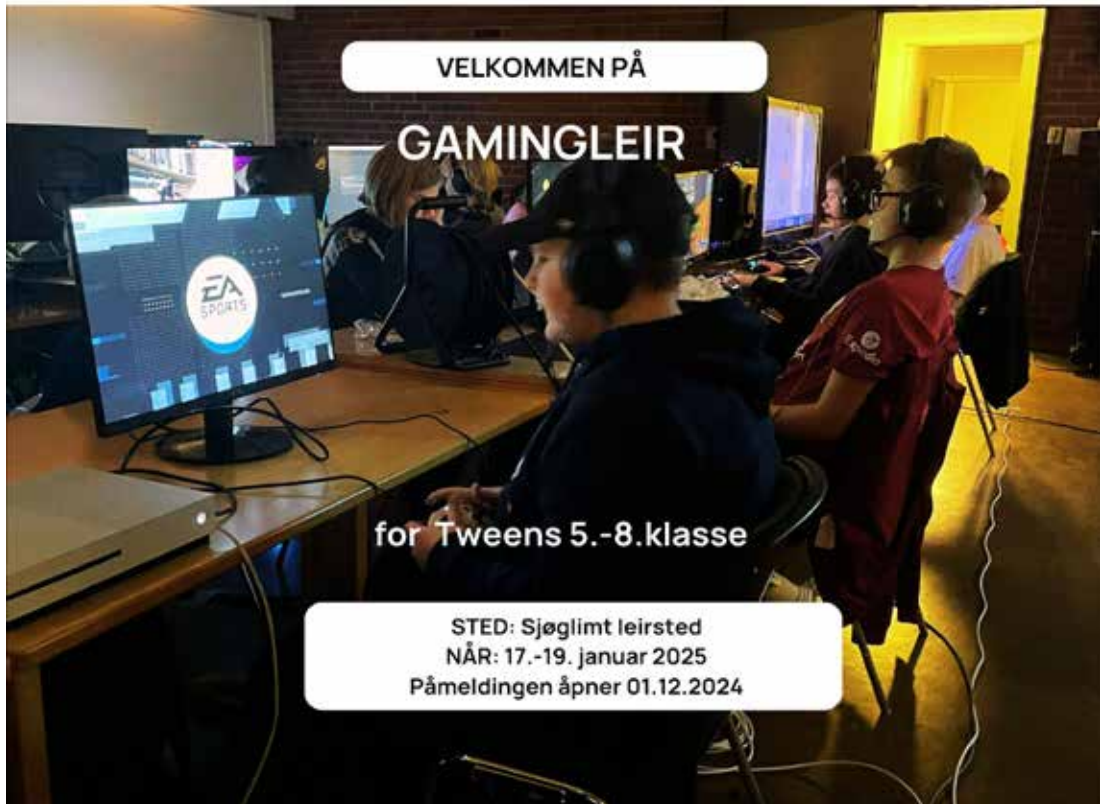 VELKOMMEN PÅ
GAMINGLEIR
EA
SPORTS
for Tweens 5.-8.klasse
STED: Sjøglimt leirsted
NÅR: 17.-19. januar 2025
Påmeldingen åpner 01.12.2024